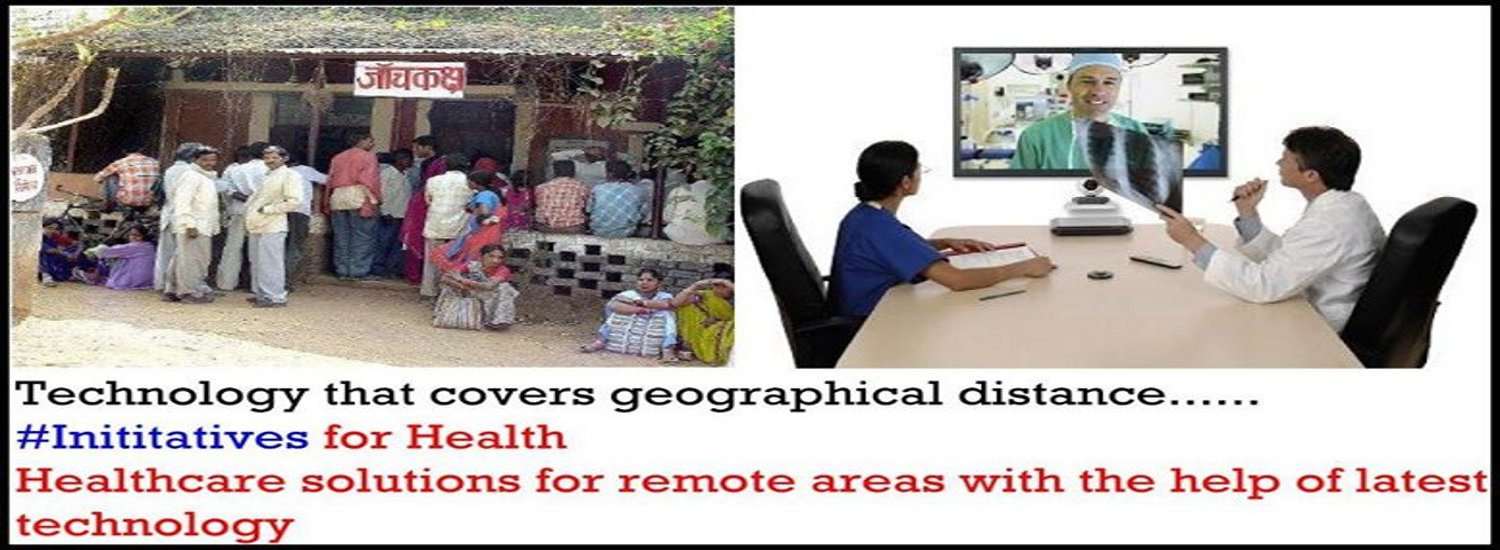 जाँचकक्ष
Technology that covers geographical distance......
#Inititatives for Health
Healthcare solutions for remote areas with the help of latest
technology